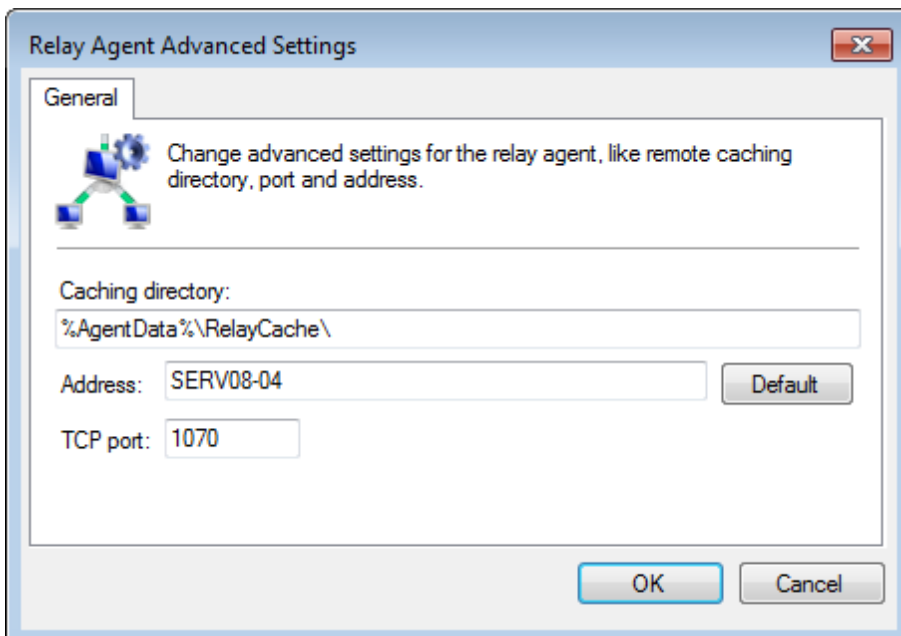 Relay Agent Advanced Settings
General
Change advanced settings for the relay agent, like remote caching
directory, port and address.
Caching directory:
%AgentData%\RelayCache\
Address: SERV08-04 Default
TCP port: 1070
OK Cancel